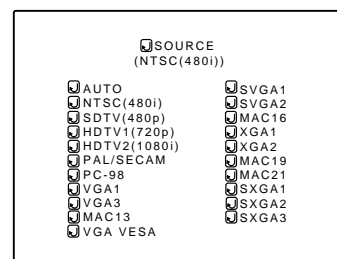 SOURCE
(NTSC(480i))
AUTO
NTSC(480i)
SDTV(480p)
HDTV1(720p)
HDTV2(1080i)
PAL/SECAM
PC-98
VGA1
VGA3
MAC13
VGA VESA
SVGA1
SVGA2
MAC16
XGA1
XGA2
MAC19
MAC21
SXGA1
SXGA2
SXGA3